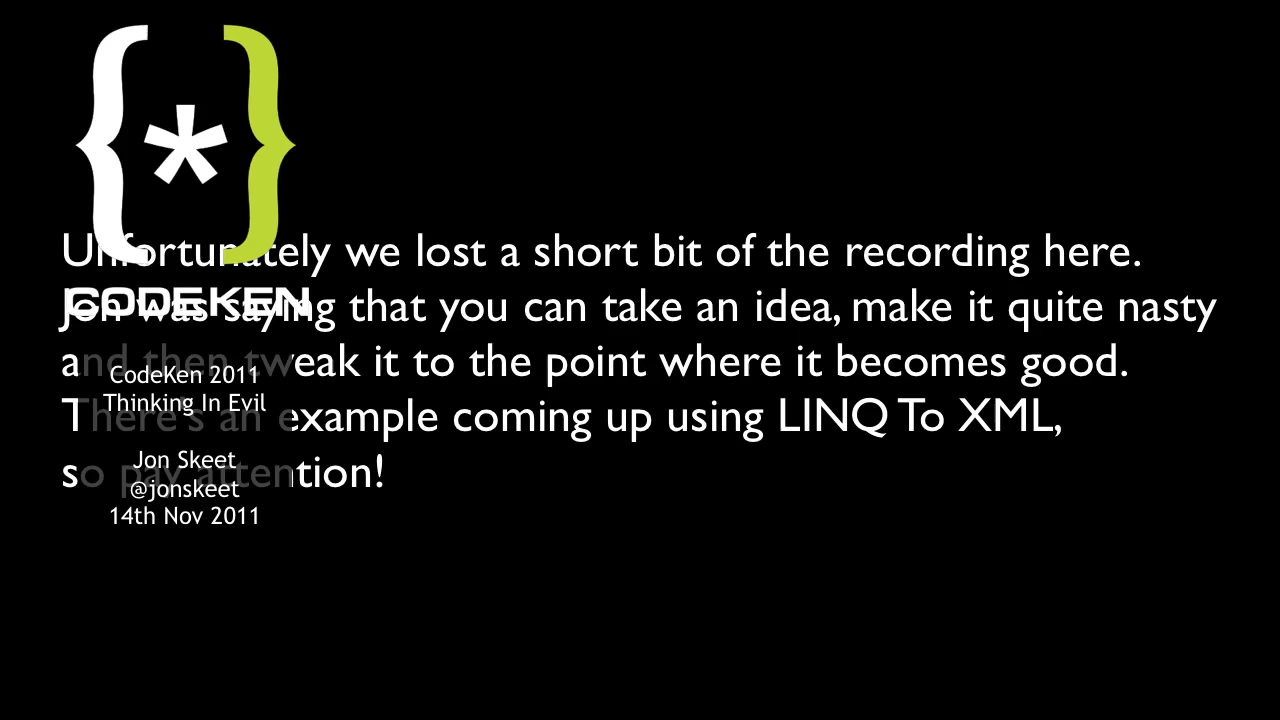 {*}
Unfortunately we lost a short bit of the recording here.
CODEKEN
Jon was saying that you can take an idea, make it quite nasty
and then tweak it to the point where it becomes good.
There's an example coming up using LINQ To XML,
so pay attention!
CodeKen 2011
Thinking In Evil
Jon Skeet
@jonskeet
14th Nov 2011